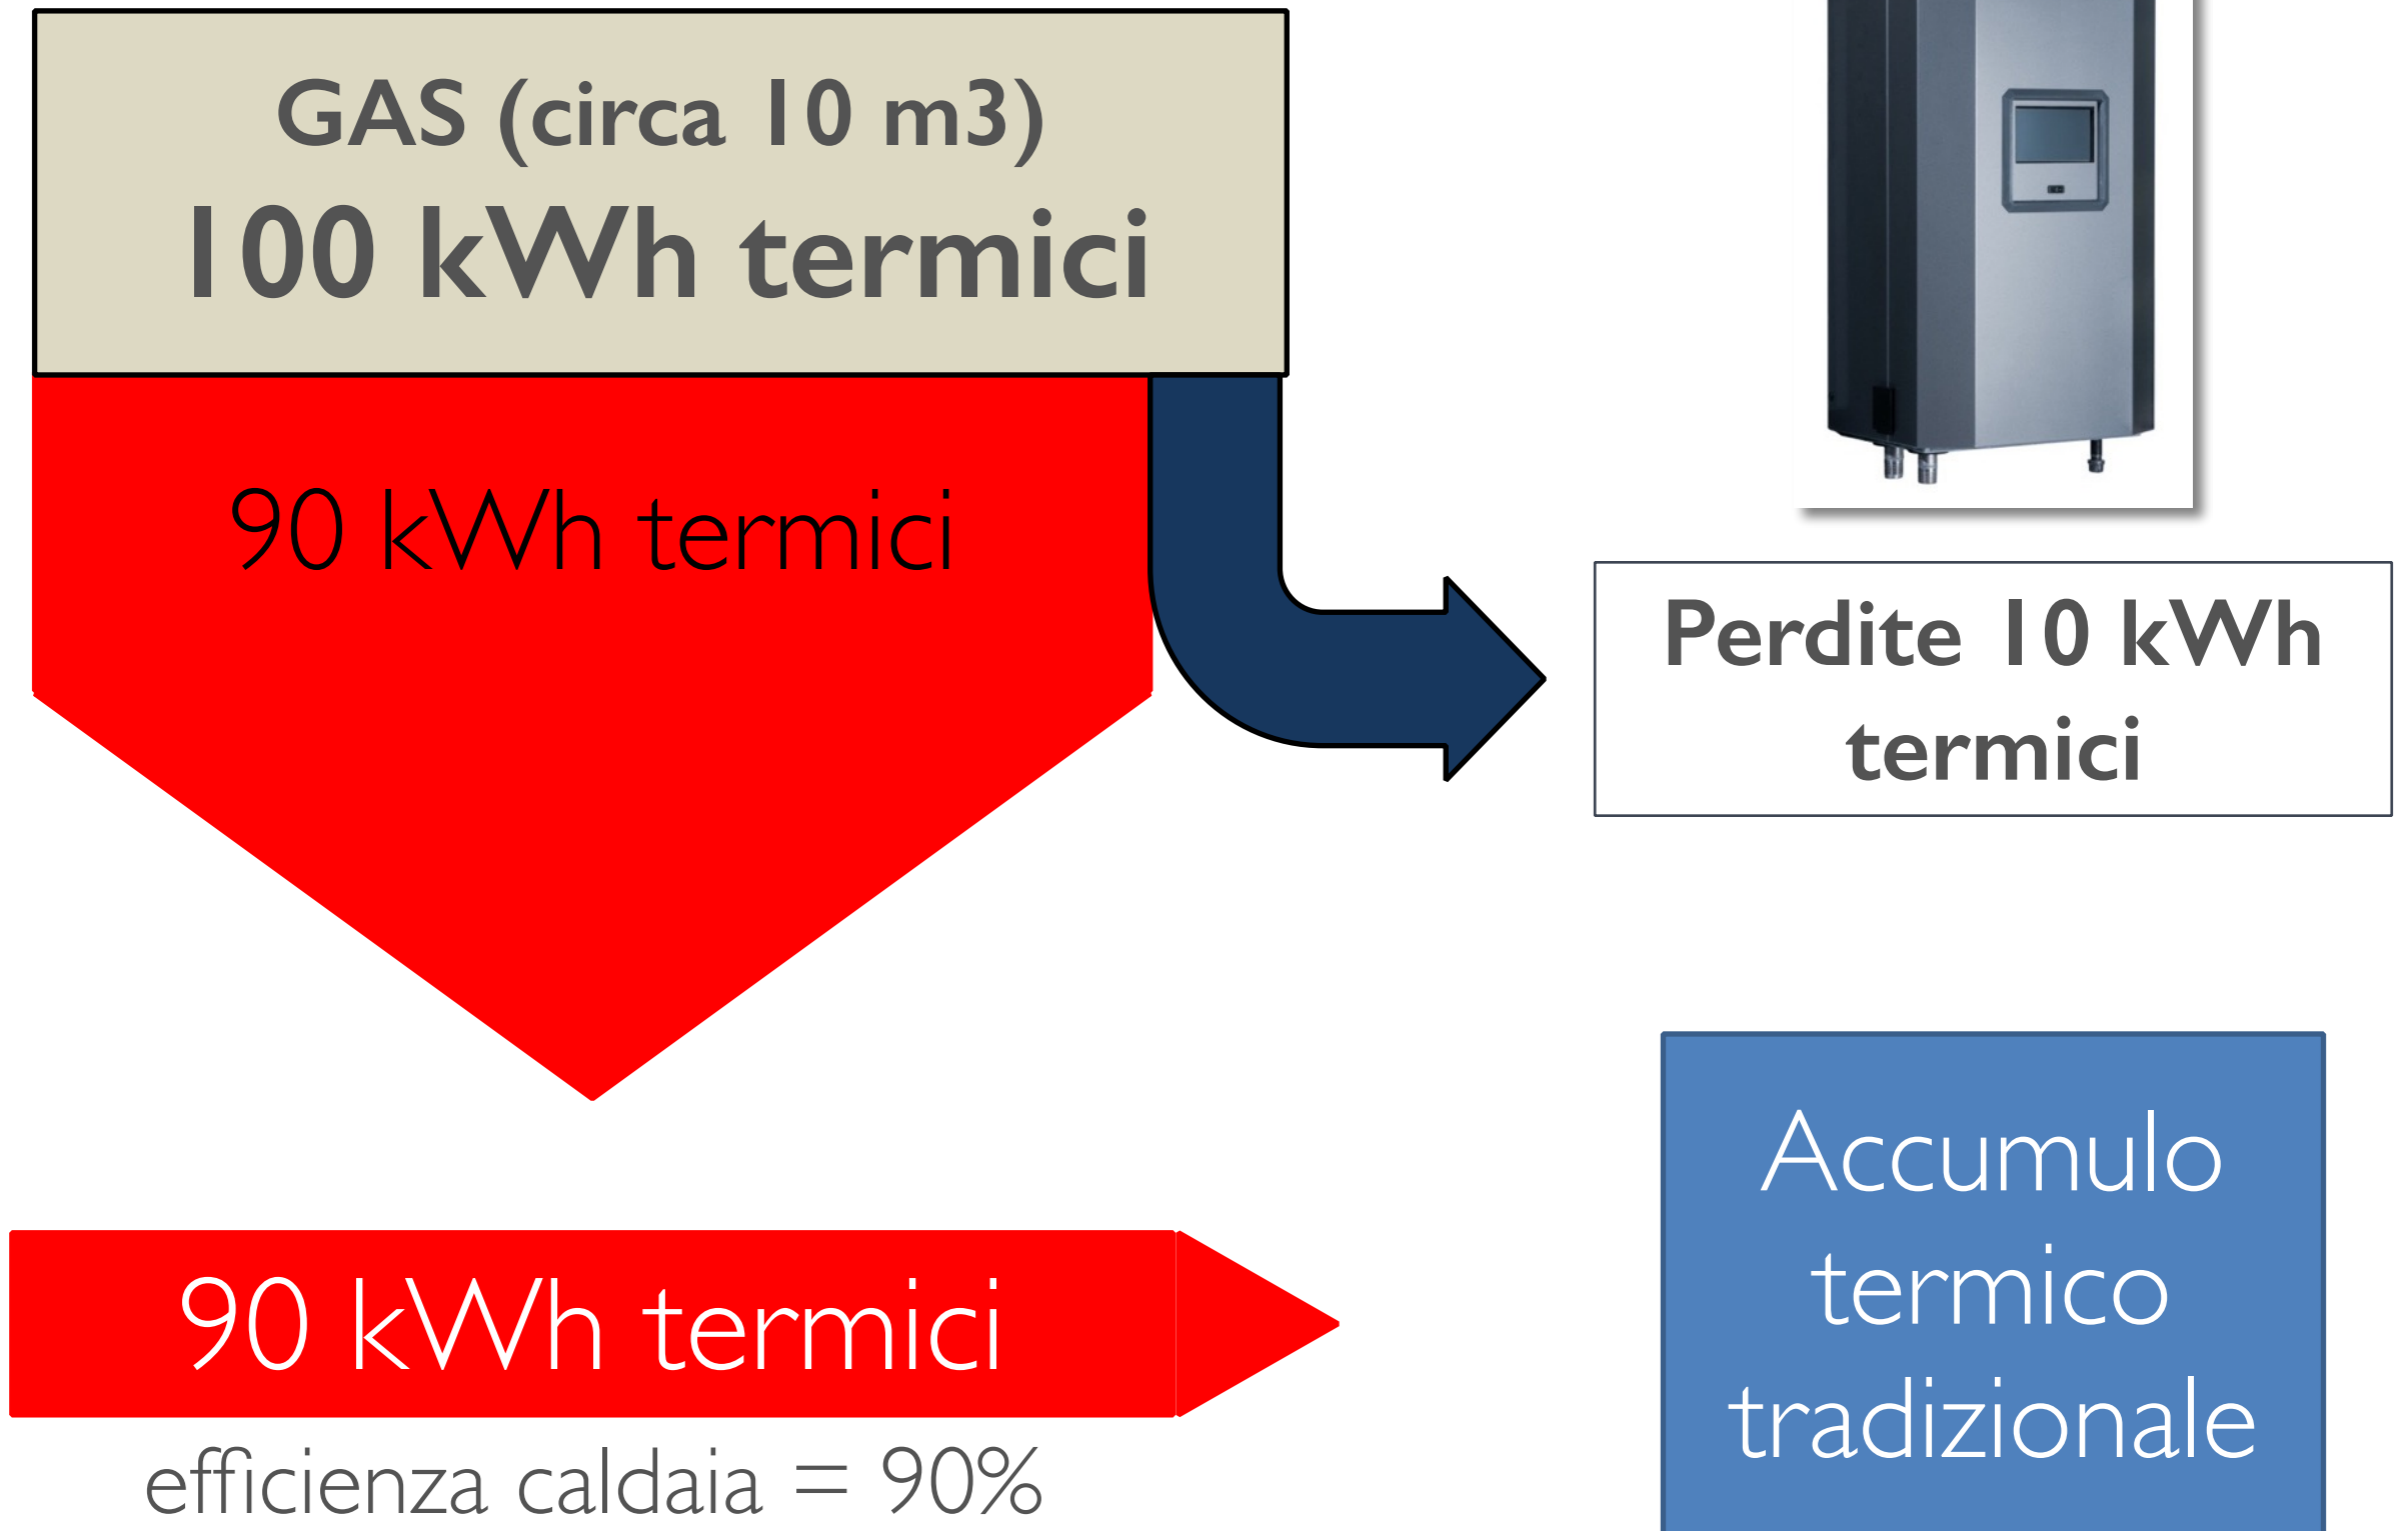 GAS (circa 10 m3)
100 kWh termici
90 kWh termici
Perdite 10 kWh
termici
90 kWh termici
efficienza caldaia = 90%
Accumulo
termico
tradizionale